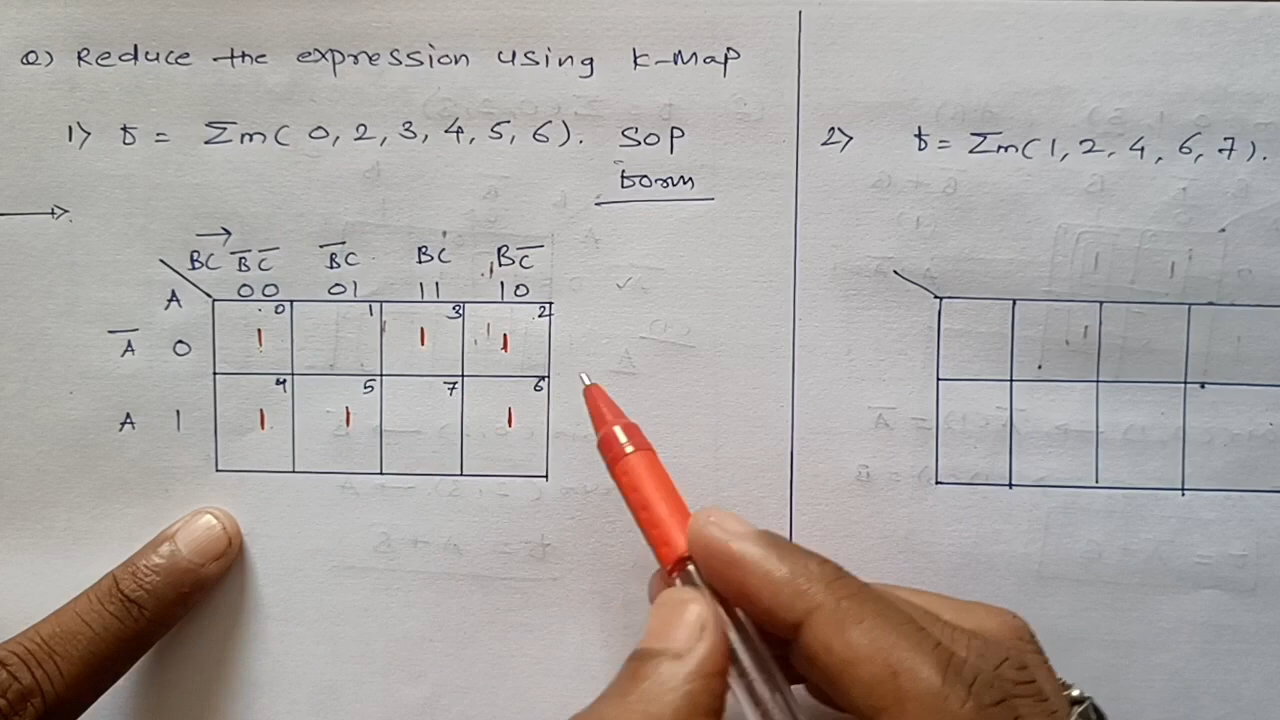 Q) Reduce the expression using K-Map
1) f = Σm( 0, 2, 3, 4, 5, 6). SOP
form
BC B̅C̅ B̅C BC BC̅
A 00 01 11 10
0 1 3 2
A̅ 0 1 1 1
4 5 7 6
A 1 1 1 1
2) f = Σm(1, 2, 4, 6, 7).